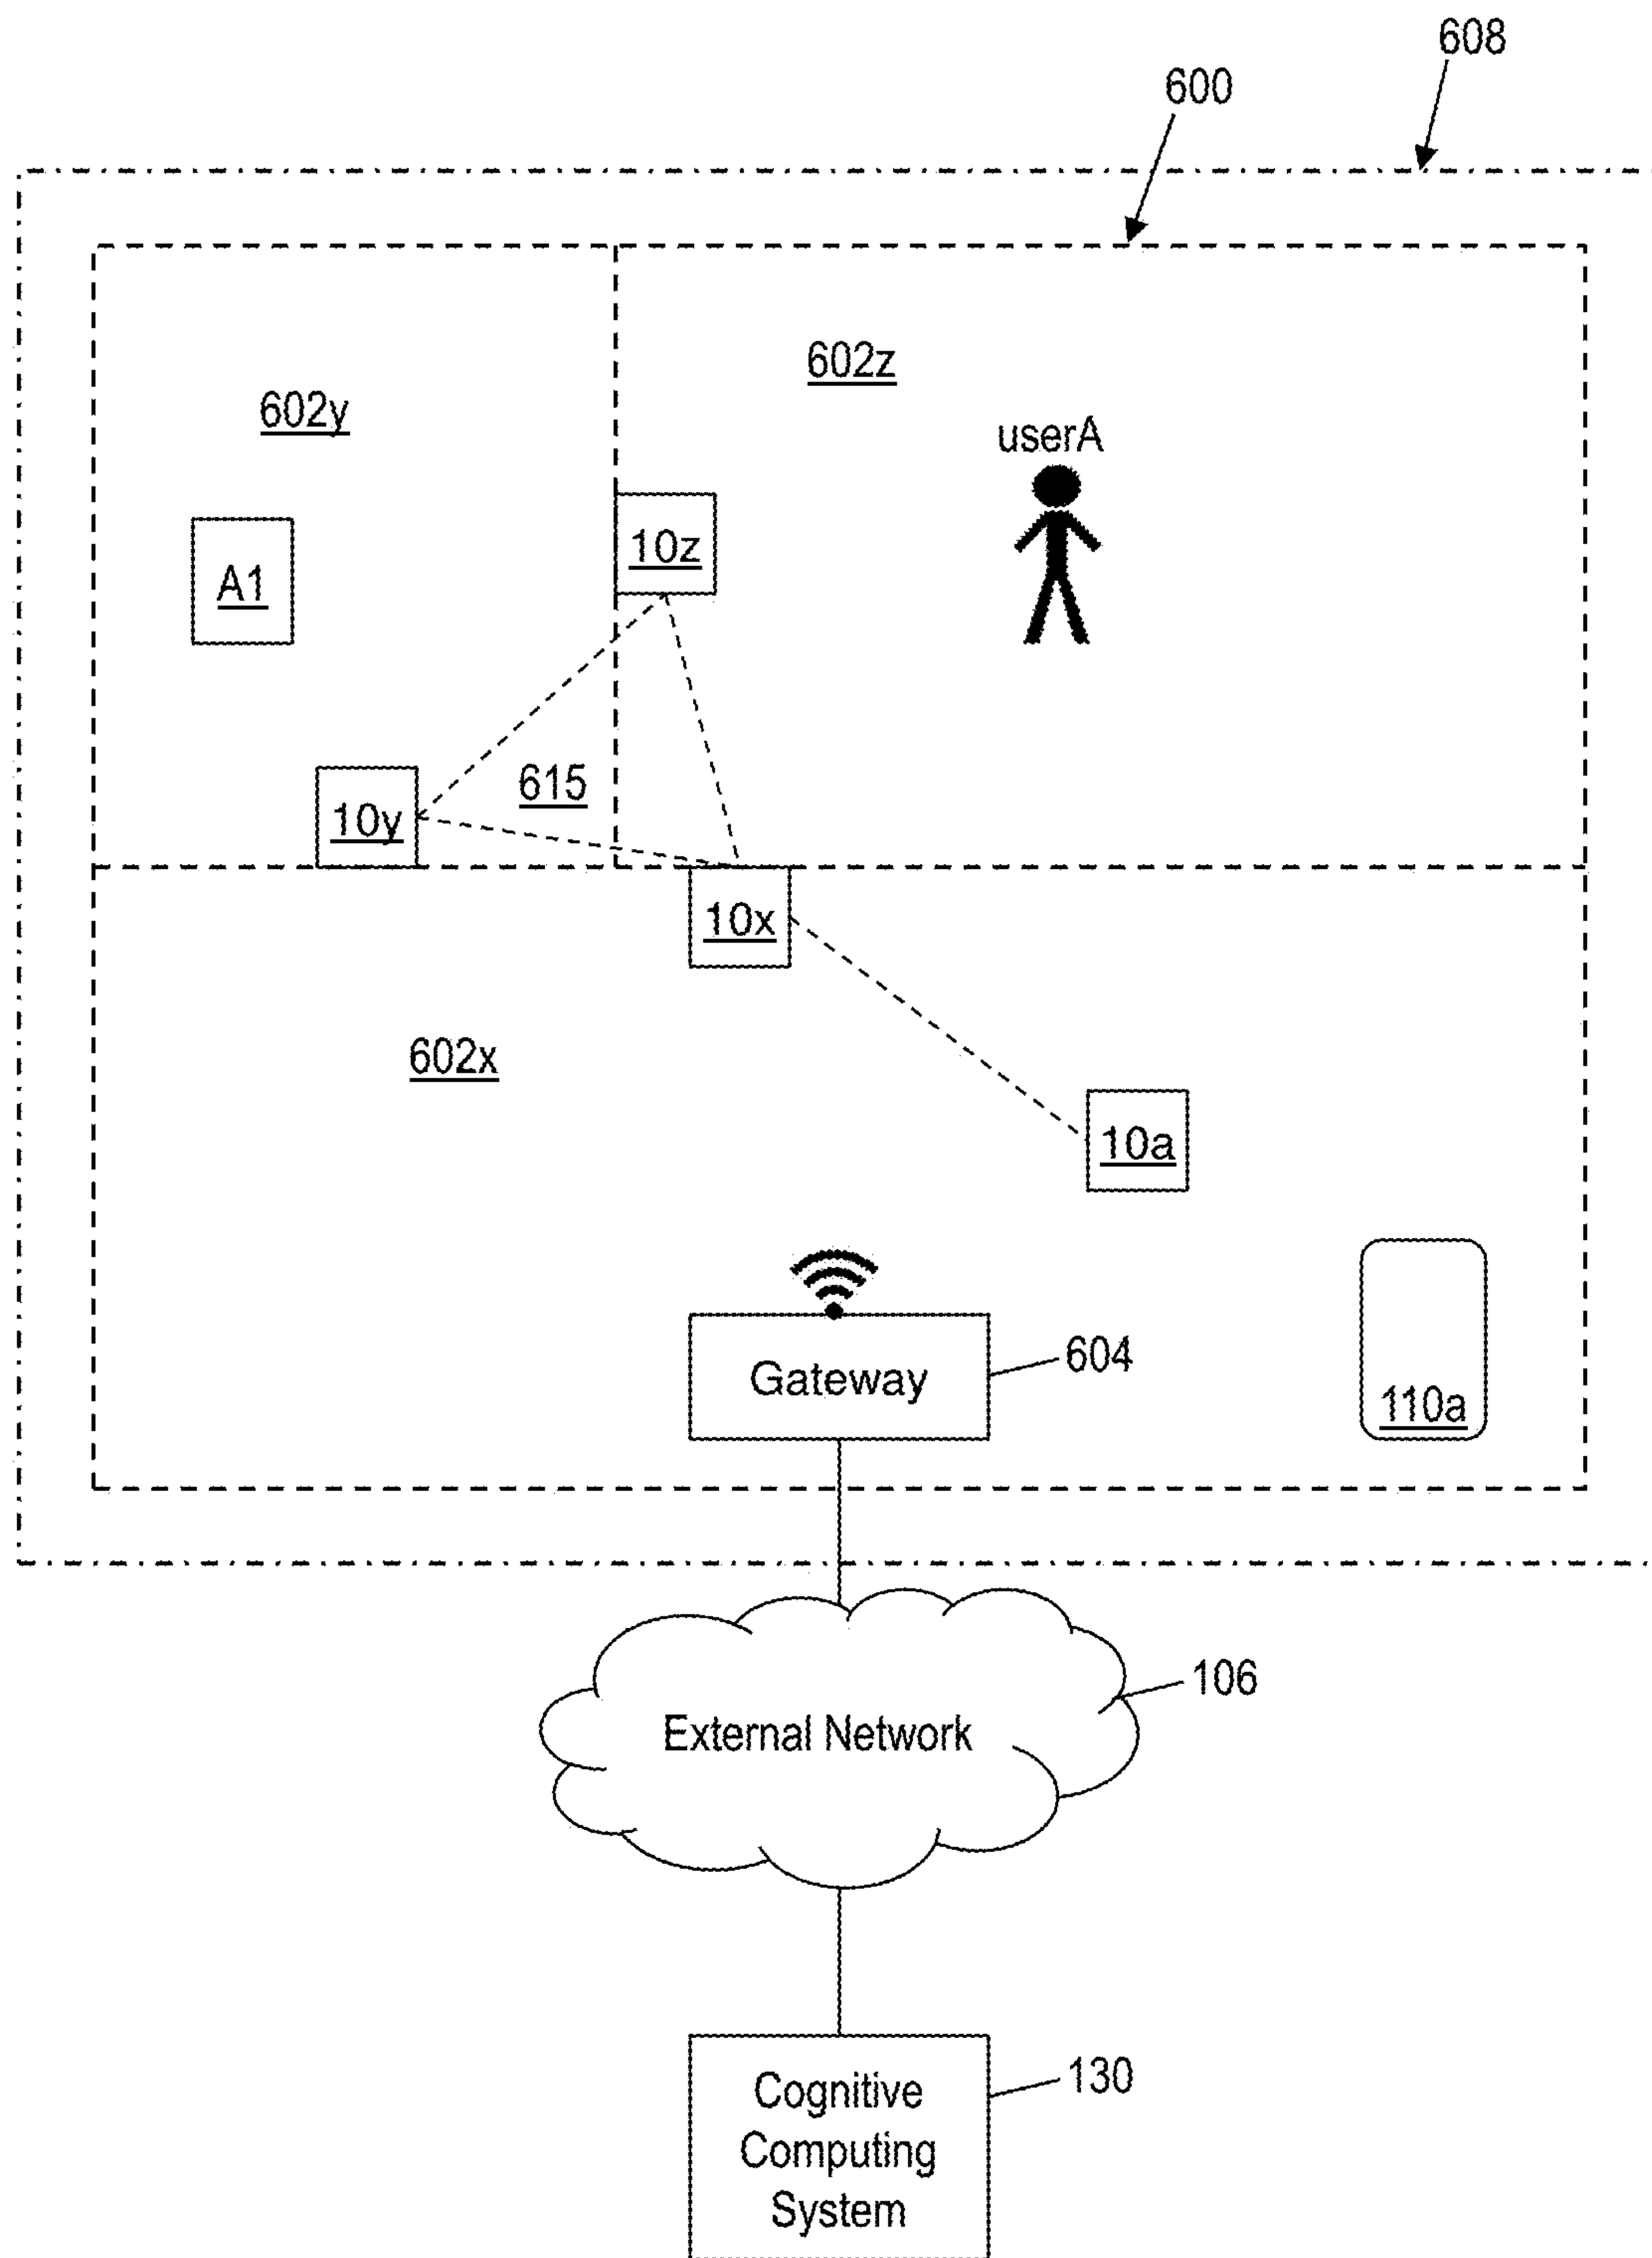 608
600
602z
602y
userA
10z
A1
615
10y
10x
602x
10a
Gateway
604
110a
106
External Network
130
Cognitive
Computing
System